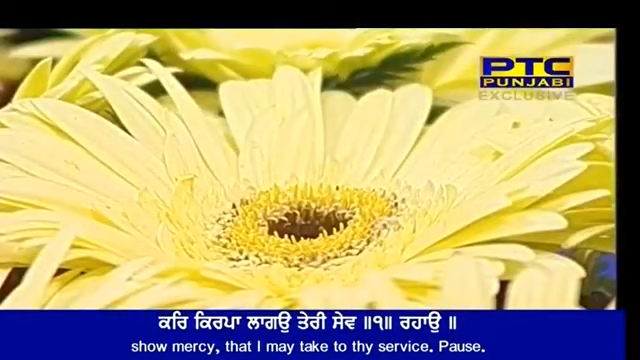 PTC
PUNJABI
EXCLUSIVE
ਕਰਿ ਕਿਰਪਾ ਲਾਗਉ ਤੇਰੀ ਸੇਵ ॥੧॥ ਰਹਾਉ ॥
show mercy, that I may take to thy service. Pause.